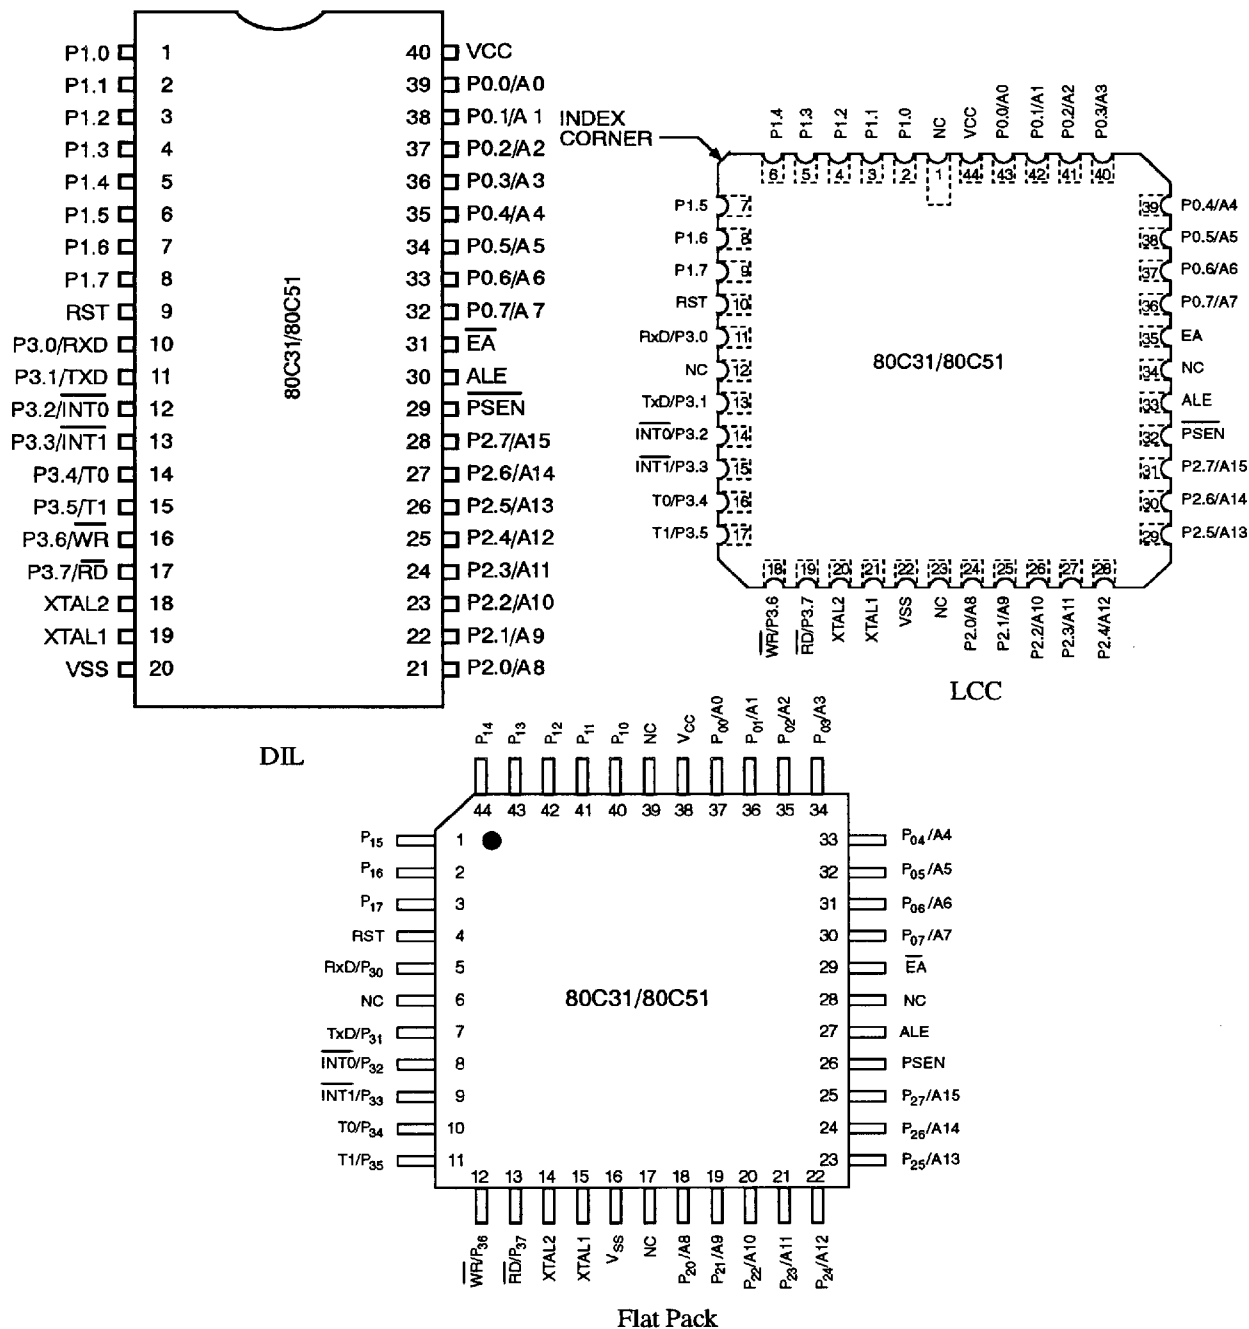 P1.0 1 40 VCC
P1.1 2 39 P0.0/A0
P1.2 3 38 P0.1/A 1
P1.3 4 37 P0.2/A2
P1.4 5 36 P0.3/A3
P1.5 6 35 P0.4/A4
P1.6 7 34 P0.5/A5
P1.7 8 33 P0.6/A6
RST 9 32 P0.7/A7
P3.0/RXD 10 31 E̅A̅
P3.1/TXD 11 30 ALE
P3.2/I̅N̅T̅0̅ 12 29 P̅S̅E̅N̅
P3.3/I̅N̅T̅1̅ 13 28 P2.7/A15
P3.4/T0 14 27 P2.6/A14
P3.5/T1 15 26 P2.5/A13
P3.6/W̅R̅ 16 25 P2.4/A12
P3.7/R̅D̅ 17 24 P2.3/A11
XTAL2 18 23 P2.2/A10
XTAL1 19 22 P2.1/A9
VSS 20 21 P2.0/A8
80C31/80C51
DIL
INDEX
CORNER
P1.4 P1.3 P1.2 P1.1 P1.0 NC VCC P0.0/A0 P0.1/A1 P0.2/A2 P0.3/A3
6 5 4 3 2 1 44 43 42 41 40
P1.5 7 39 P0.4/A4
P1.6 8 38 P0.5/A5
P1.7 9 37 P0.6/A6
RST 10 36 P0.7/A7
RxD/P3.0 11 35 EA
NC 12 34 NC
TxD/P3.1 13 33 ALE
I̅N̅T̅0̅/P3.2 14 32 P̅S̅E̅N̅
I̅N̅T̅1̅/P3.3 15 31 P2.7/A15
T0/P3.4 16 30 P2.6/A14
T1/P3.5 17 29 P2.5/A13
80C31/80C51
18 19 20 21 22 23 24 25 26 27 28
W̅R̅/P3.6 R̅D̅/P3.7 XTAL2 XTAL1 VSS NC P2.0/A8 P2.1/A9 P2.2/A10 P2.3/A11 P2.4/A12
LCC
P14 P13 P12 P11 P10 NC VCC P00/A0 P01/A1 P02/A2 P03/A3
44 43 42 41 40 39 38 37 36 35 34
P15 1 33 P04/A4
P16 2 32 P05/A5
P17 3 31 P06/A6
RST 4 30 P07/A7
RxD/P30 5 29 E̅A̅
NC 6 28 NC
TxD/P31 7 27 ALE
I̅N̅T̅0̅/P32 8 26 PSEN
I̅N̅T̅1̅/P33 9 25 P27/A15
T0/P34 10 24 P26/A14
T1/P35 11 23 P25/A13
80C31/80C51
12 13 14 15 16 17 18 19 20 21 22
W̅R̅/P36 R̅D̅/P37 XTAL2 XTAL1 VSS NC P20/A8 P21/A9 P22/A10 P23/A11 P24/A12
Flat Pack